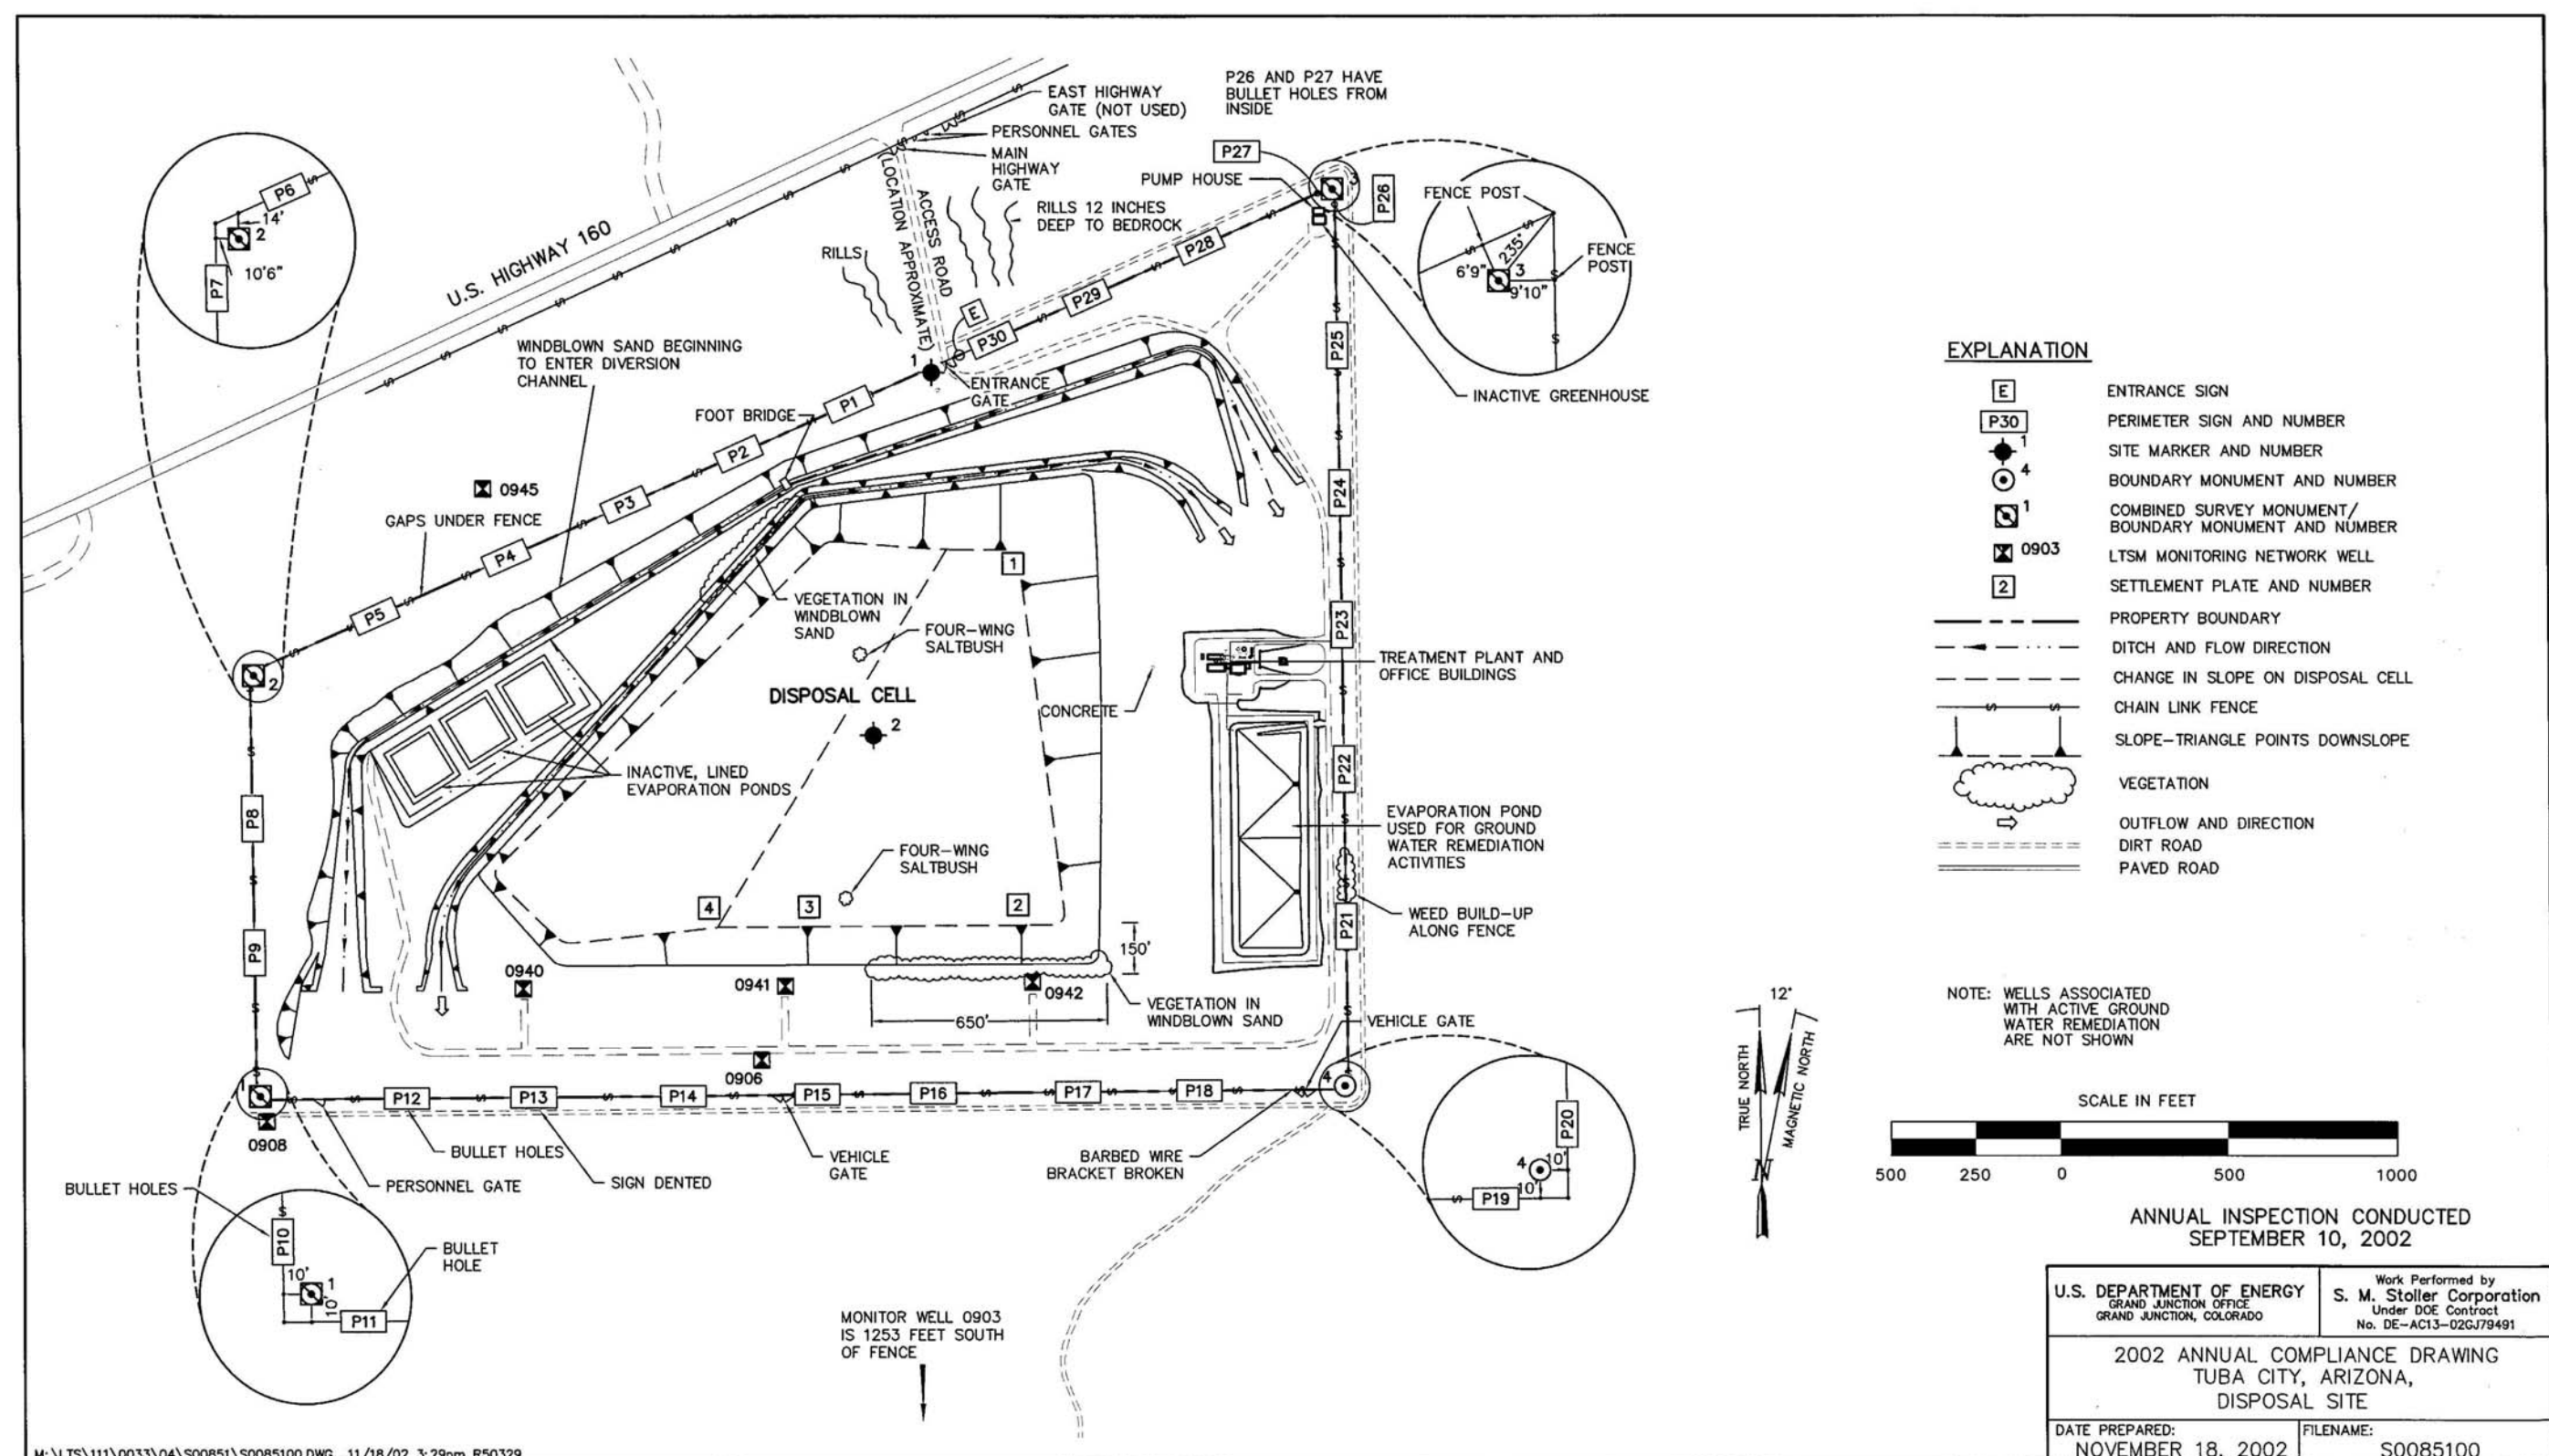 P26 AND P27 HAVE
BULLET HOLES FROM
INSIDE
EAST HIGHWAY
GATE (NOT USED)
PERSONNEL GATES
MAIN
HIGHWAY
GATE
P27
PUMP HOUSE
3
P26
RILLS 12 INCHES
DEEP TO BEDROCK
RILLS
ACCESS ROAD
(LOCATION APPROXIMATE)
U.S. HIGHWAY 160
P6
14'
2
10'6"
P7
FENCE POST
235'
6'9"
3
9'10"
FENCE
POST
P28
P29
E
P30
1
ENTRANCE
GATE
P25
INACTIVE GREENHOUSE
WINDBLOWN SAND BEGINNING
TO ENTER DIVERSION
CHANNEL
FOOT BRIDGE
P1
P2
P3
P4
P5
0945
GAPS UNDER FENCE
P24
1
VEGETATION IN
WINDBLOWN
SAND
FOUR-WING
SALTBUSH
P23
TREATMENT PLANT AND
OFFICE BUILDINGS
2
DISPOSAL CELL
2
CONCRETE
INACTIVE, LINED
EVAPORATION PONDS
P22
P8
EVAPORATION POND
USED FOR GROUND
WATER REMEDIATION
ACTIVITIES
FOUR-WING
SALTBUSH
4
3
2
P21
WEED BUILD-UP
ALONG FENCE
150'
P9
0940
0941
0942
650'
VEGETATION IN
WINDBLOWN SAND
VEHICLE GATE
0906
1
P12
P13
P14
P15
P16
P17
P18
4
0908
BULLET HOLES
SIGN DENTED
VEHICLE
GATE
BARBED WIRE
BRACKET BROKEN
BULLET HOLES
PERSONNEL GATE
P10
10'
1
10'
P11
BULLET
HOLE
P20
4
10'
10'
P19
MONITOR WELL 0903
IS 1253 FEET SOUTH
OF FENCE
EXPLANATION
E
ENTRANCE SIGN
P30
PERIMETER SIGN AND NUMBER
1
SITE MARKER AND NUMBER
4
BOUNDARY MONUMENT AND NUMBER
1
COMBINED SURVEY MONUMENT/
BOUNDARY MONUMENT AND NUMBER
0903
LTSM MONITORING NETWORK WELL
2
SETTLEMENT PLATE AND NUMBER
PROPERTY BOUNDARY
DITCH AND FLOW DIRECTION
CHANGE IN SLOPE ON DISPOSAL CELL
CHAIN LINK FENCE
SLOPE-TRIANGLE POINTS DOWNSLOPE
VEGETATION
OUTFLOW AND DIRECTION
DIRT ROAD
PAVED ROAD
NOTE: WELLS ASSOCIATED
WITH ACTIVE GROUND
WATER REMEDIATION
ARE NOT SHOWN
12°
TRUE NORTH
MAGNETIC NORTH
N
SCALE IN FEET
500 250 0 500 1000
ANNUAL INSPECTION CONDUCTED
SEPTEMBER 10, 2002
U.S. DEPARTMENT OF ENERGY
GRAND JUNCTION OFFICE
GRAND JUNCTION, COLORADO
Work Performed by
S. M. Stoller Corporation
Under DOE Contract
No. DE-AC13-02GJ79491
2002 ANNUAL COMPLIANCE DRAWING
TUBA CITY, ARIZONA,
DISPOSAL SITE
DATE PREPARED:
NOVEMBER 18, 2002
FILENAME:
S0085100
M:\LTS\111\0033\04\S00851\S0085100.DWG 11/18/02 3:29pm R50329